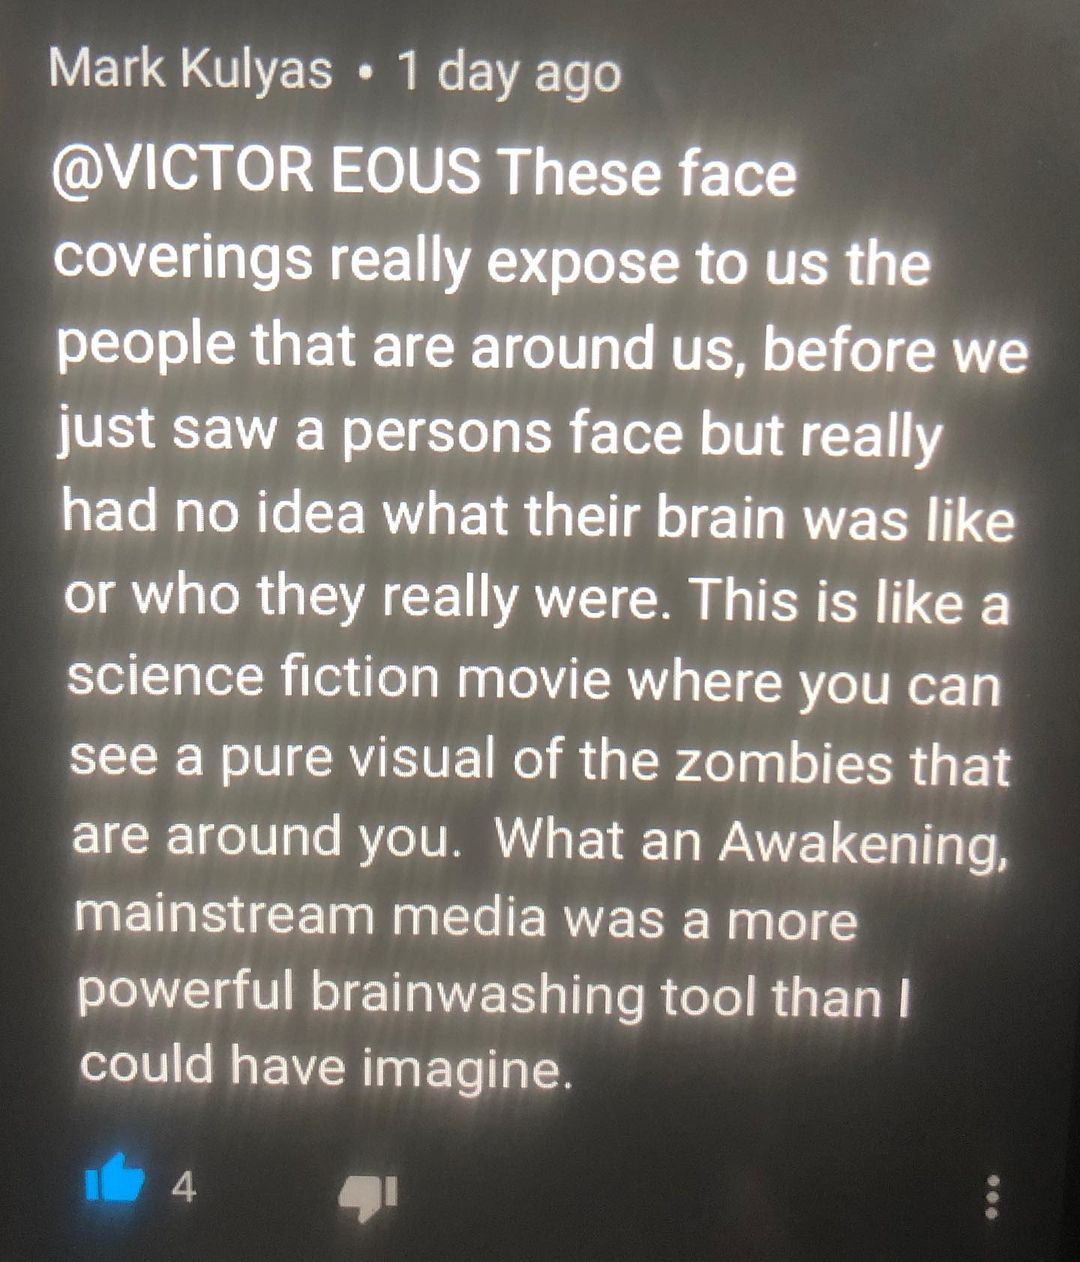 Mark Kulyas • 1 day ago
@VICTOR EOUS These face
coverings really expose to us the
people that are around us, before we
just saw a persons face but really
had no idea what their brain was like
or who they really were. This is like a
science fiction movie where you can
see a pure visual of the zombies that
are around you.  What an Awakening,
mainstream media was a more
powerful brainwashing tool than I
could have imagine.
4